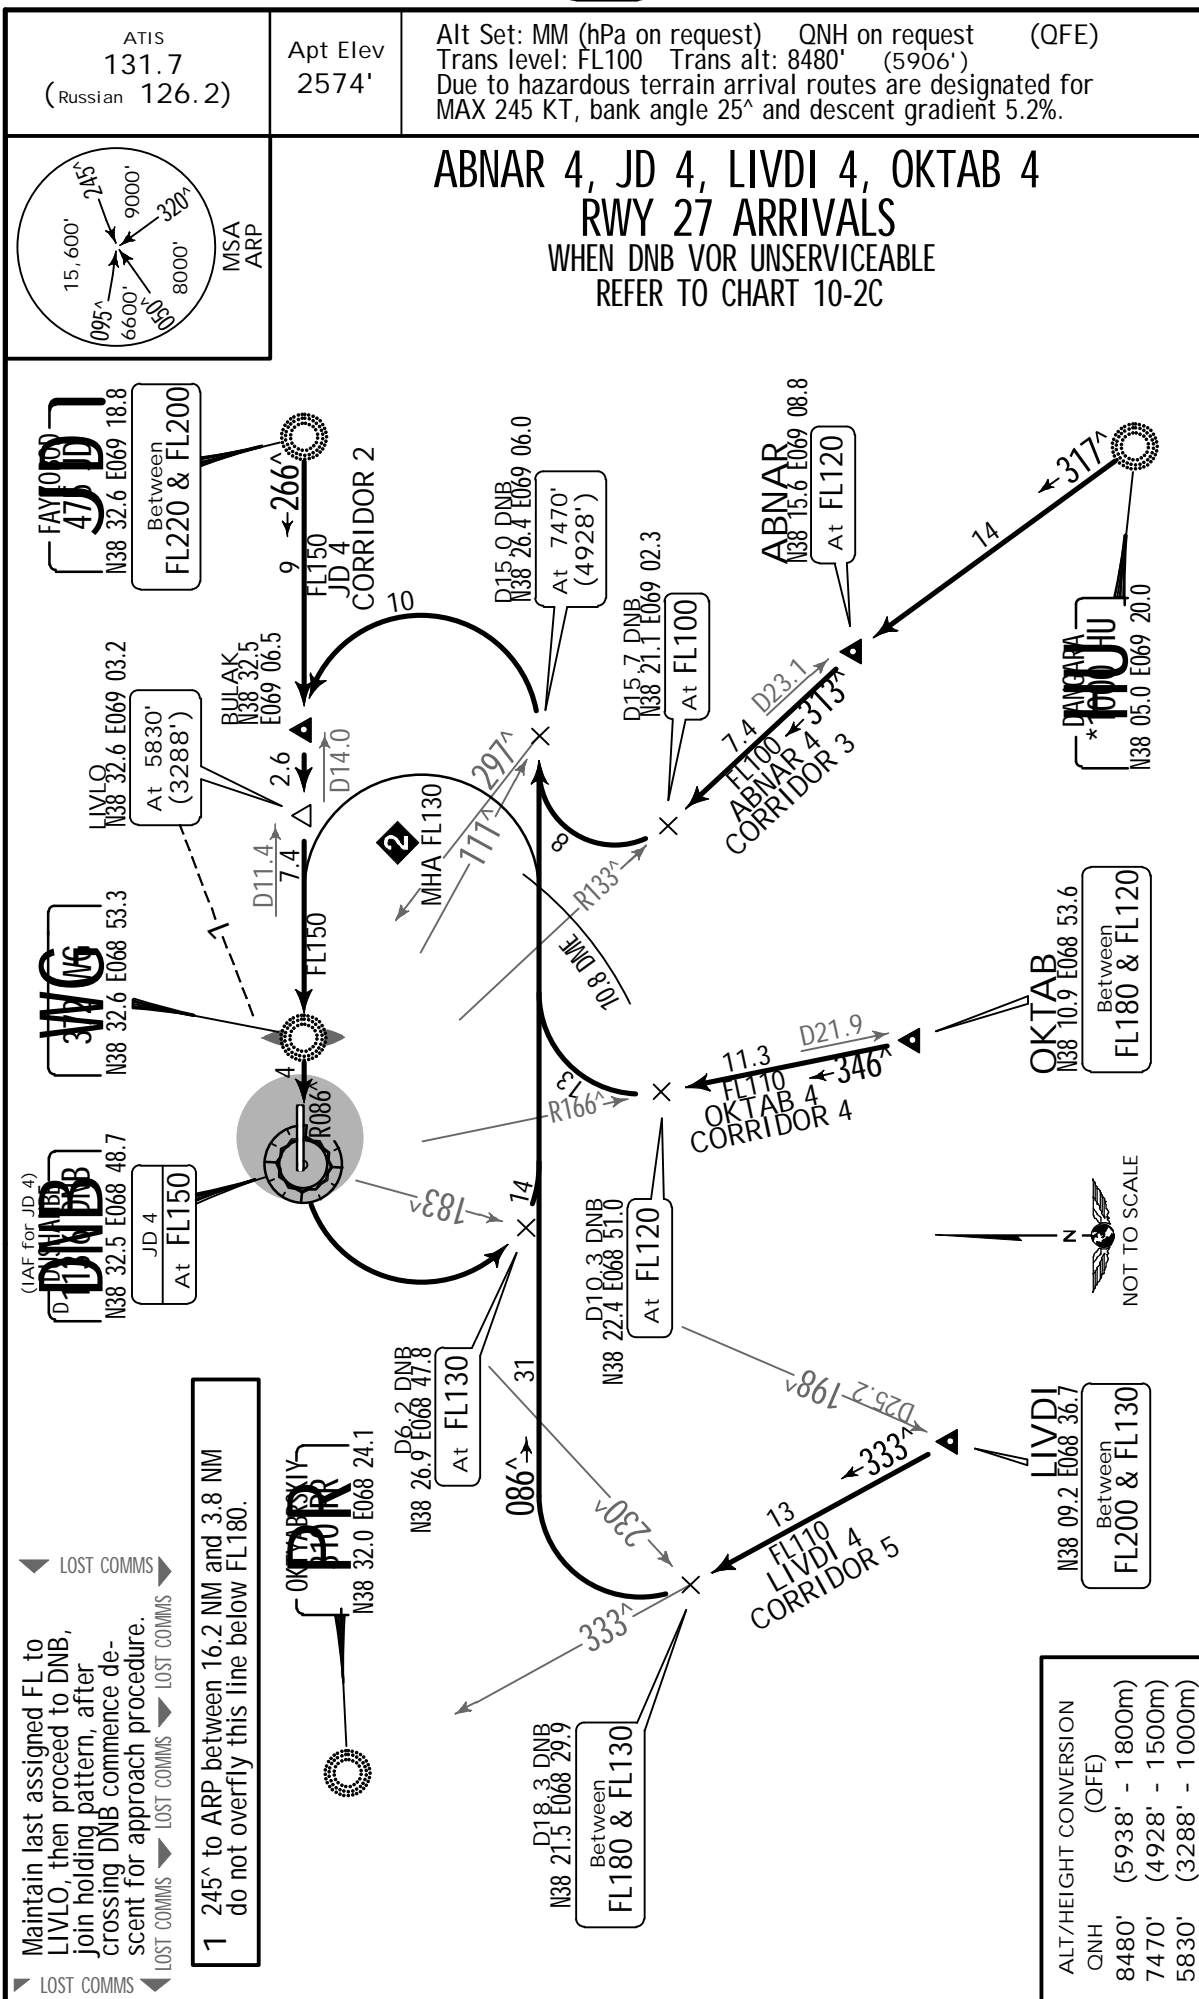 ATIS
131.7
(Russian 126.2)
Apt Elev
2574'
Alt Set: MM (hPa on request) QNH on request (QFE)
Trans level: FL100 Trans alt: 8480' (5906')
Due to hazardous terrain arrival routes are designated for
MAX 245 KT, bank angle 25^ and descent gradient 5.2%.
245^
9000'
320^
15,600'
8000'
095^
6600'
050^
MSA
ARP
ABNAR 4, JD 4, LIVDI 4, OKTAB 4
RWY 27 ARRIVALS
WHEN DNB VOR UNSERVICEABLE
REFER TO CHART 10-2C
JD
N38 32.6 E069 18.8
Between
FL220 & FL200
266^
9
FL150
JD 4
CORRIDOR 2
BULAK
N38 32.5
E069 06.5
10
D15.0 DNB
N38 26.4 E069 06.0
At 7470'
(4928')
D15.7 DNB
N38 21.1 E069 02.3
At FL100
ABNAR
N38 15.6 E069 08.8
At FL120
317^
14
DANGARA
HU
N38 05.0 E069 20.0
LIVLO
N38 32.6 E069 03.2
At 5830'
(3288')
2.6
D14.0
D11.4
7.4
FL150
2
MHA FL130
297^
111^
8
R133^
7.4
D23.1
313^
FL100
ABNAR 4
CORRIDOR 3
1
WG
N38 32.6 E068 53.3
4
R086^
10.8 DME
13
R166^
11.3
D21.9
346^
FL110
OKTAB 4
CORRIDOR 4
OKTAB
N38 10.9 E068 53.6
Between
FL180 & FL120
(IAF for JD 4)
DNB
N38 32.5 E068 48.7
JD 4
At FL150
183^
14
D10.3 DNB
N38 22.4 E068 51.0
At FL120
N
NOT TO SCALE
D6.2 DNB
N38 26.9 E068 47.8
At FL130
31
086^
230^
198^
D25.2
333^
13
FL110
LIVDI 4
CORRIDOR 5
LIVDI
N38 09.2 E068 36.7
Between
FL200 & FL130
PR
N38 32.0 E068 24.1
333^
D18.3 DNB
N38 21.5 E068 29.9
Between
FL180 & FL130
1 245^ to ARP between 16.2 NM and 3.8 NM
do not overfly this line below FL180.
LOST COMMS
LOST COMMS
LOST COMMS
LOST COMMS
LOST COMMS
LOST COMMS
Maintain last assigned FL to
LIVLO, then proceed to DNB,
join holding pattern, after
crossing DNB commence de-
scent for approach procedure.
ALT/HEIGHT CONVERSION
QNH (QFE)
8480' (5938' - 1800m)
7470' (4928' - 1500m)
5830' (3288' - 1000m)